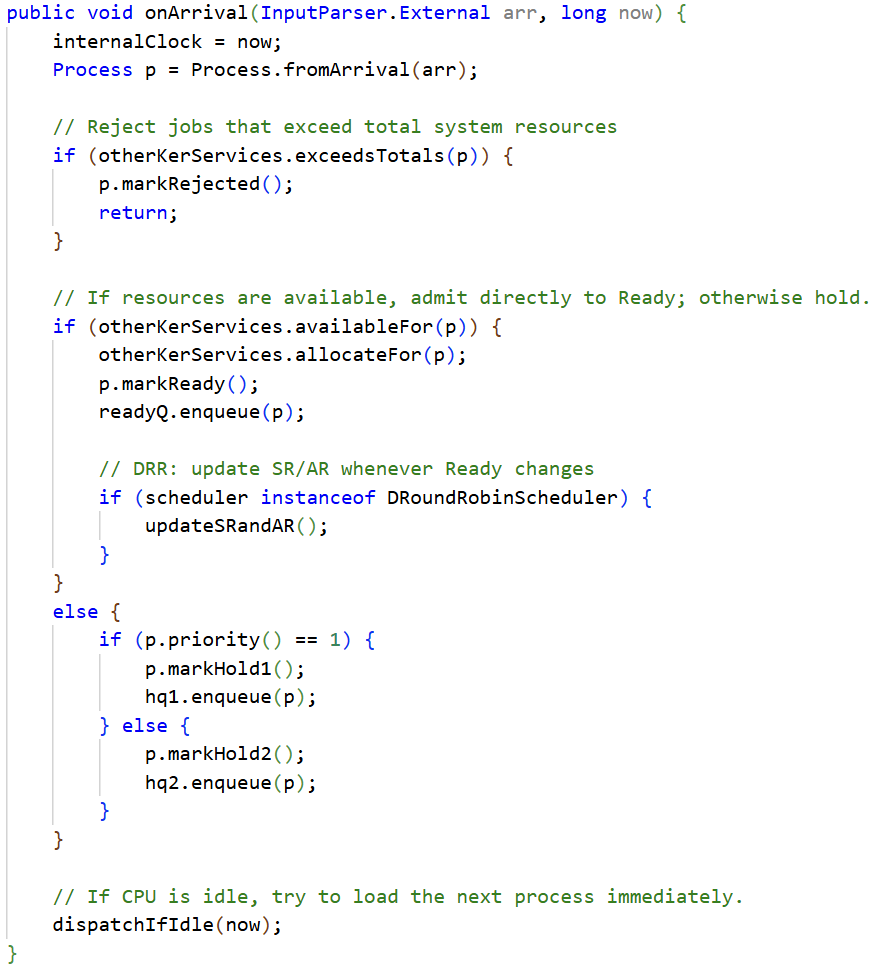 public void onArrival(InputParser.External arr, long now) {
    internalClock = now;
    Process p = Process.fromArrival(arr);

    // Reject jobs that exceed total system resources
    if (otherKerServices.exceedsTotals(p)) {
        p.markRejected();
        return;
    }

    // If resources are available, admit directly to Ready; otherwise hold.
    if (otherKerServices.availableFor(p)) {
        otherKerServices.allocateFor(p);
        p.markReady();
        readyQ.enqueue(p);

        // DRR: update SR/AR whenever Ready changes
        if (scheduler instanceof DRoundRobinScheduler) {
            updateSRandAR();
        }
    }
    else {
        if (p.priority() == 1) {
            p.markHold1();
            hq1.enqueue(p);
        } else {
            p.markHold2();
            hq2.enqueue(p);
        }
    }

    // If CPU is idle, try to load the next process immediately.
    dispatchIfIdle(now);
}